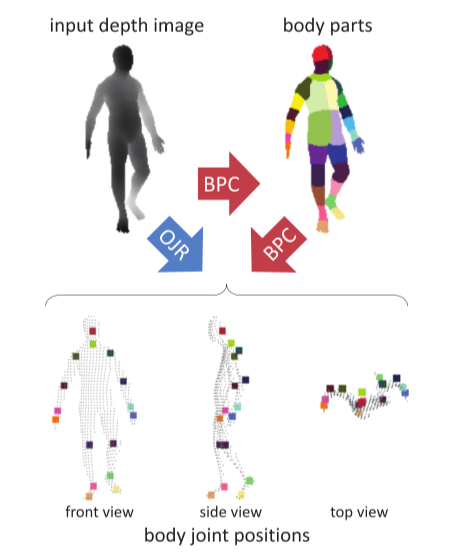 input depth image
body parts
BPC
OJR
BPC
front view
side view
top view
body joint positions